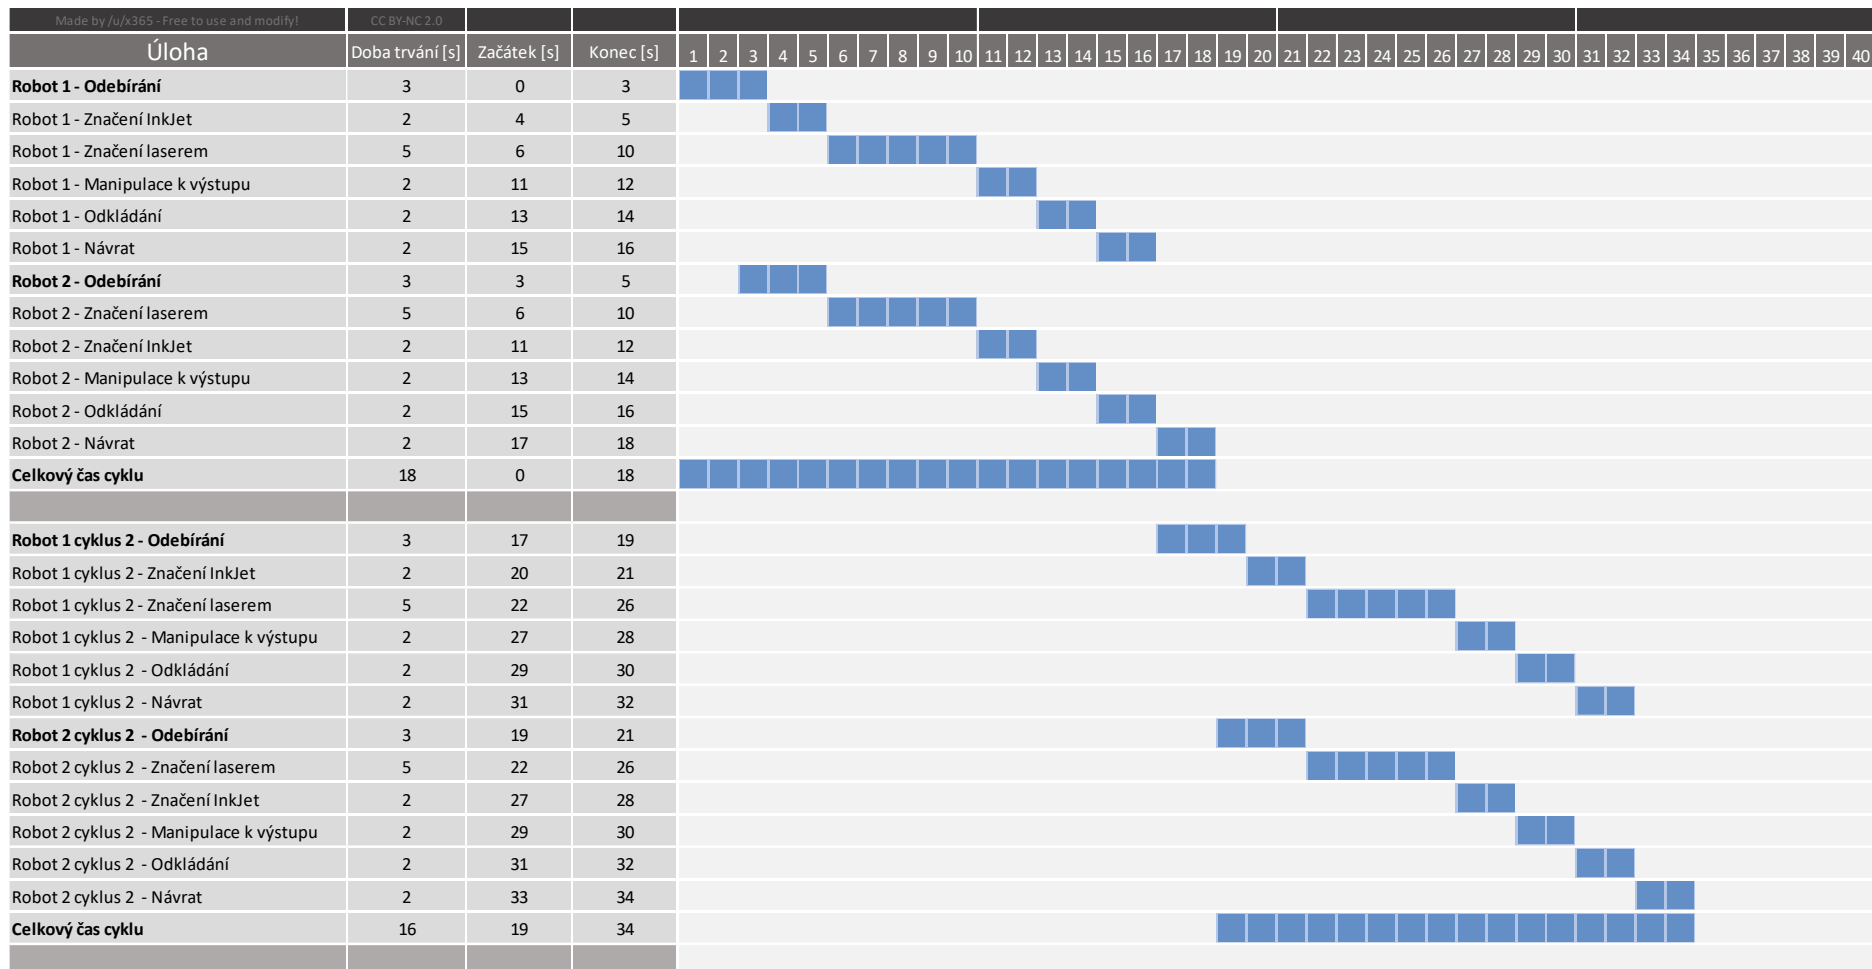 Made by /u/x365 - Free to use and modify! CC BY-NC 2.0
Úloha Doba trvání [s] Začátek [s] Konec [s] 1 2 3 4 5 6 7 8 9 10 11 12 13 14 15 16 17 18 19 20 21 22 23 24 25 26 27 28 29 30 31 32 33 34 35 36 37 38 39 40
Robot 1 - Odebírání 3 0 3
Robot 1 - Značení InkJet 2 4 5
Robot 1 - Značení laserem 5 6 10
Robot 1 - Manipulace k výstupu 2 11 12
Robot 1 - Odkládání 2 13 14
Robot 1 - Návrat 2 15 16
Robot 2 - Odebírání 3 3 5
Robot 2 - Značení laserem 5 6 10
Robot 2 - Značení InkJet 2 11 12
Robot 2 - Manipulace k výstupu 2 13 14
Robot 2 - Odkládání 2 15 16
Robot 2 - Návrat 2 17 18
Celkový čas cyklu 18 0 18
Robot 1 cyklus 2 - Odebírání 3 17 19
Robot 1 cyklus 2 - Značení InkJet 2 20 21
Robot 1 cyklus 2 - Značení laserem 5 22 26
Robot 1 cyklus 2 - Manipulace k výstupu 2 27 28
Robot 1 cyklus 2 - Odkládání 2 29 30
Robot 1 cyklus 2 - Návrat 2 31 32
Robot 2 cyklus 2 - Odebírání 3 19 21
Robot 2 cyklus 2 - Značení laserem 5 22 26
Robot 2 cyklus 2 - Značení InkJet 2 27 28
Robot 2 cyklus 2 - Manipulace k výstupu 2 29 30
Robot 2 cyklus 2 - Odkládání 2 31 32
Robot 2 cyklus 2 - Návrat 2 33 34
Celkový čas cyklu 16 19 34